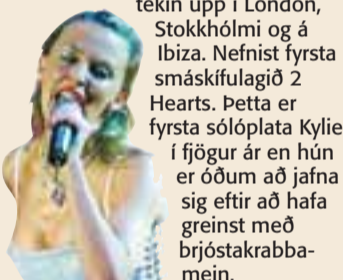 tekin upp í London,
Stokkhólmi og á
Ibiza. Nefnist fyrsta
smáskífulagið 2
Hearts. Þetta er
fyrsta sólóplata Kylie
í fjögur ár en hún
er óðum að jafna
sig eftir að hafa
greinst með
brjóstakrabba-
mein.